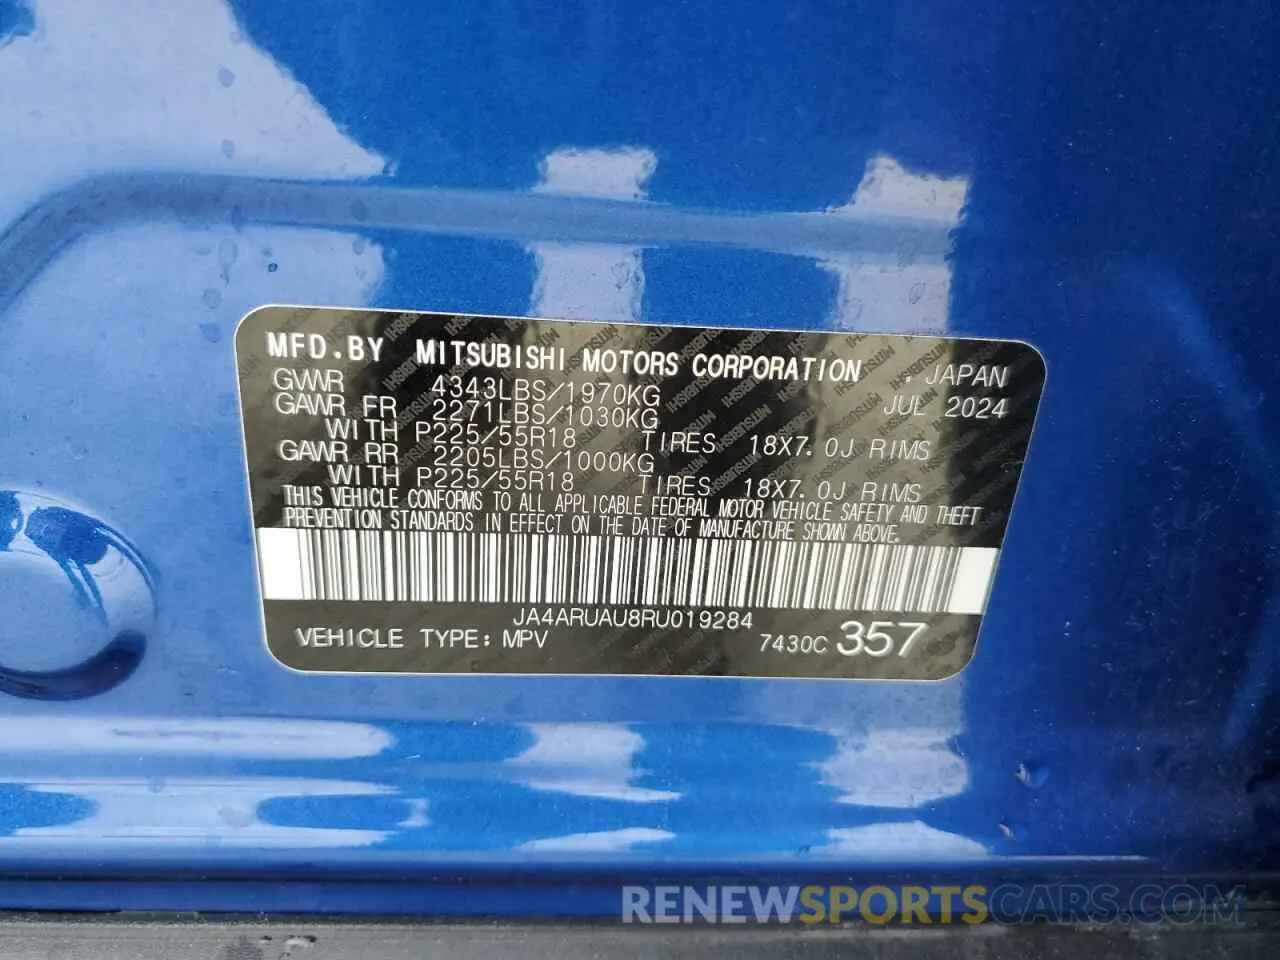 MFD.BY MITSUBISHI MOTORS CORPORATION . JAPAN
GVWR 4343LBS/1970KG JUL 2024
GAWR FR 2271LBS/1030KG
WITH P225/55R18 TIRES 18X7.0J RIMS
GAWR RR 2205LBS/1000KG
WITH P225/55R18 TIRES 18X7.0J RIMS
THIS VEHICLE CONFORMS TO ALL APPLICABLE FEDERAL MOTOR VEHICLE SAFETY AND THEFT
PREVENTION STANDARDS IN EFFECT ON THE DATE OF MANUFACTURE SHOWN ABOVE.
JA4ARUAU8RU019284
VEHICLE TYPE: MPV 7430C 357
RENEWSPORTSCARS.COM